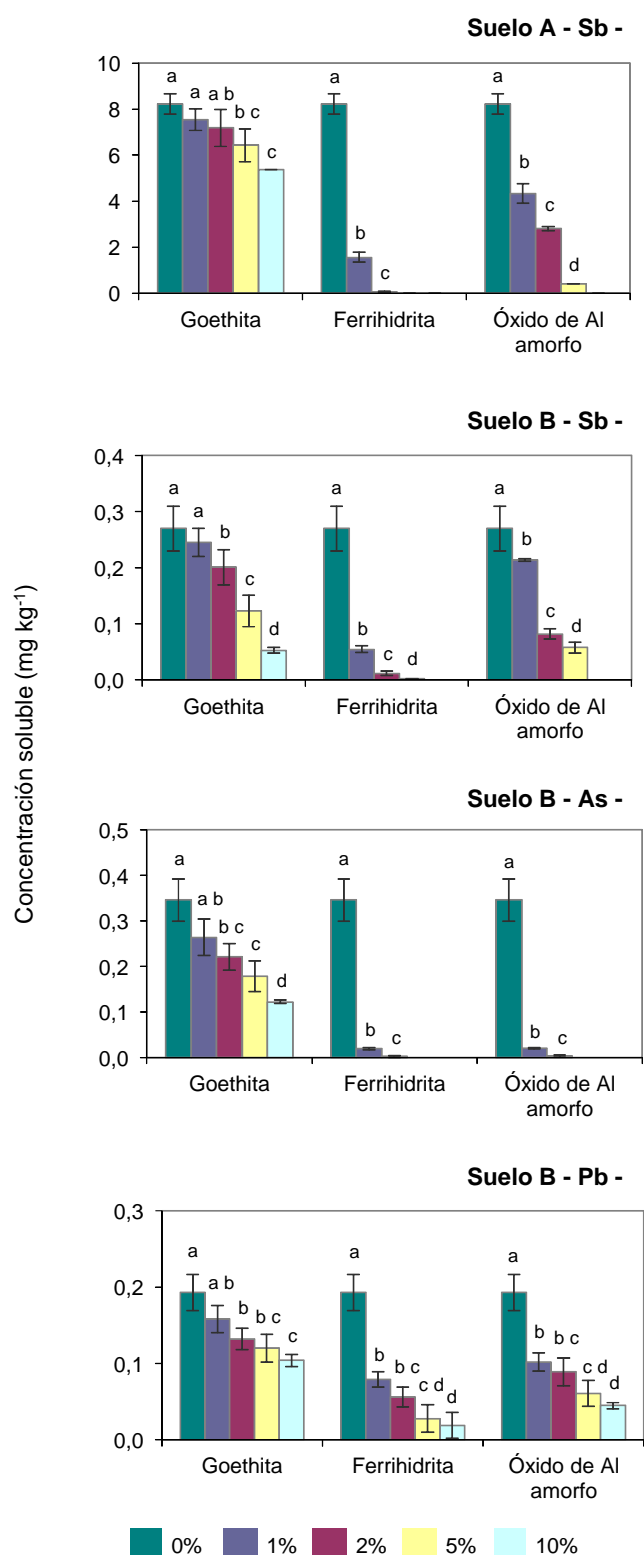 Suelo A - Sb -
a a a b b c c a b c a b c d
8
6
4
2
0
Goethita Ferrihidrita Óxido de Al
amorfo
Suelo B - Sb -
0,4
a a b c d a b c d a b c d
0,3
0,2
0,1
0,0
Goethita Ferrihidrita Óxido de Al
amorfo
Concentración soluble (mg kg-1)
Suelo B - As -
0,5
a a b b c c d a b c a b c
0,4
0,3
0,2
0,1
0,0
Goethita Ferrihidrita Óxido de Al
amorfo
Suelo B - Pb -
0,3
a a b b b c c a b b c c d d a b b c c d d
0,2
0,1
0,0
Goethita Ferrihidrita Óxido de Al
amorfo
0% 1% 2% 5% 10%